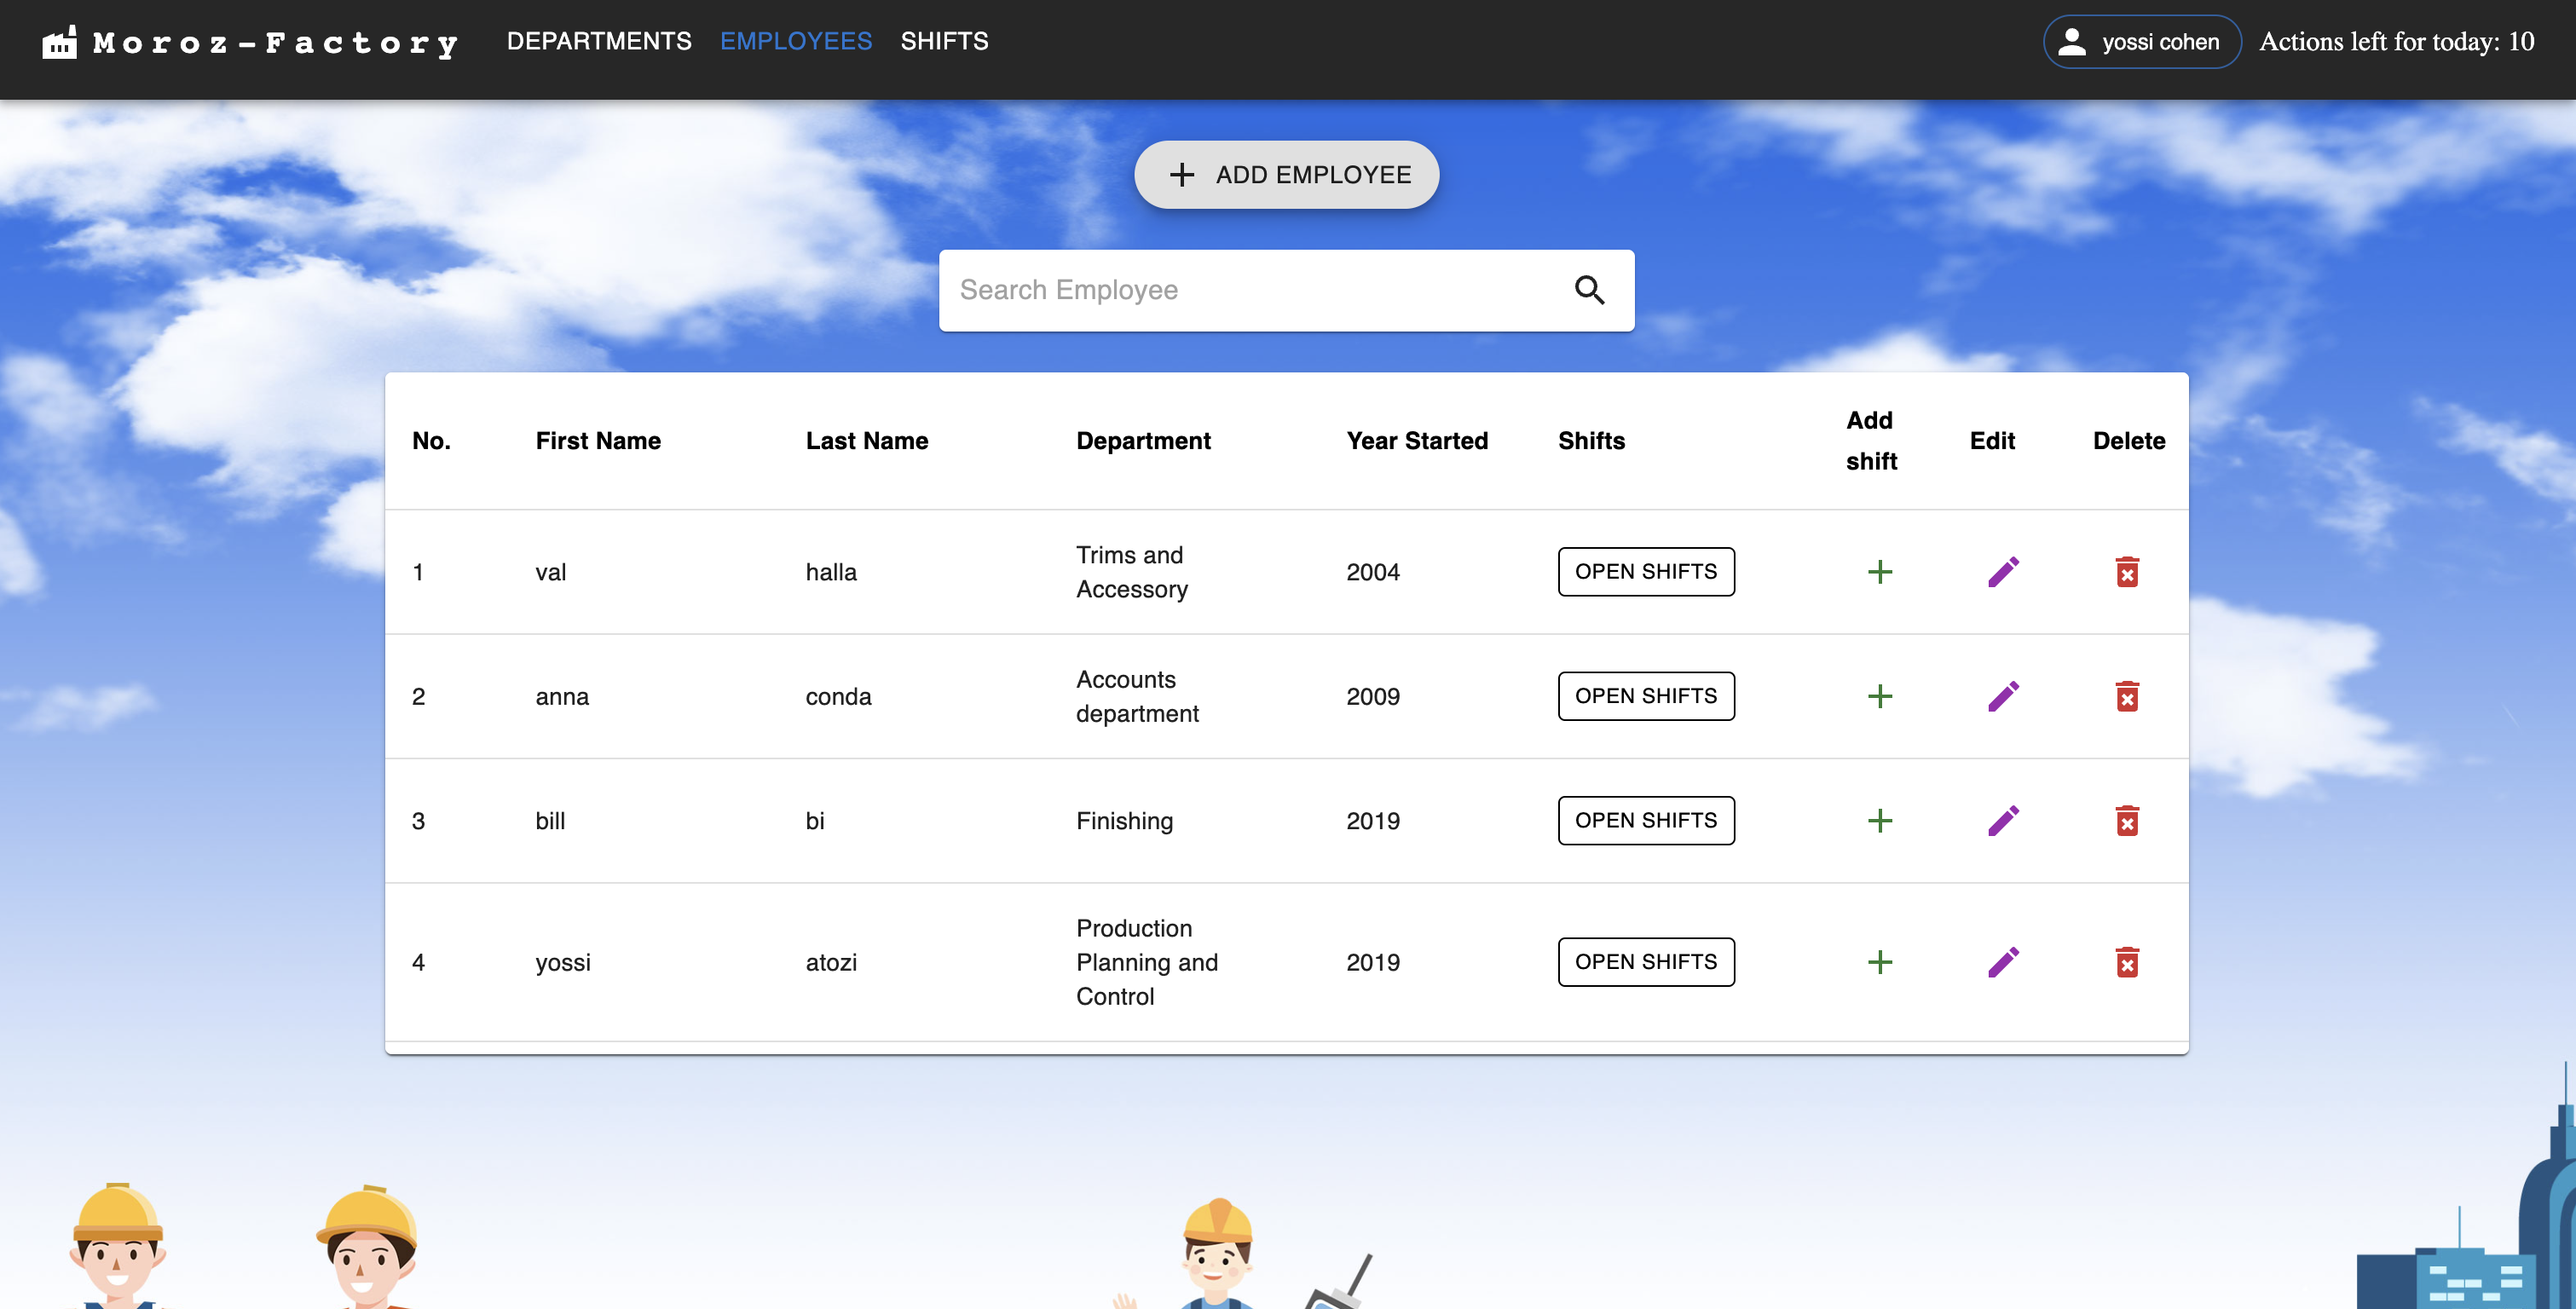 Moroz-Factory DEPARTMENTS EMPLOYEES SHIFTS yossi cohen Actions left for today: 10
ADD EMPLOYEE
Search Employee
No. First Name Last Name Department Year Started Shifts Add shift Edit Delete
1 val halla Trims and Accessory 2004 OPEN SHIFTS
2 anna conda Accounts department 2009 OPEN SHIFTS
3 bill bi Finishing 2019 OPEN SHIFTS
4 yossi atozi Production Planning and Control 2019 OPEN SHIFTS